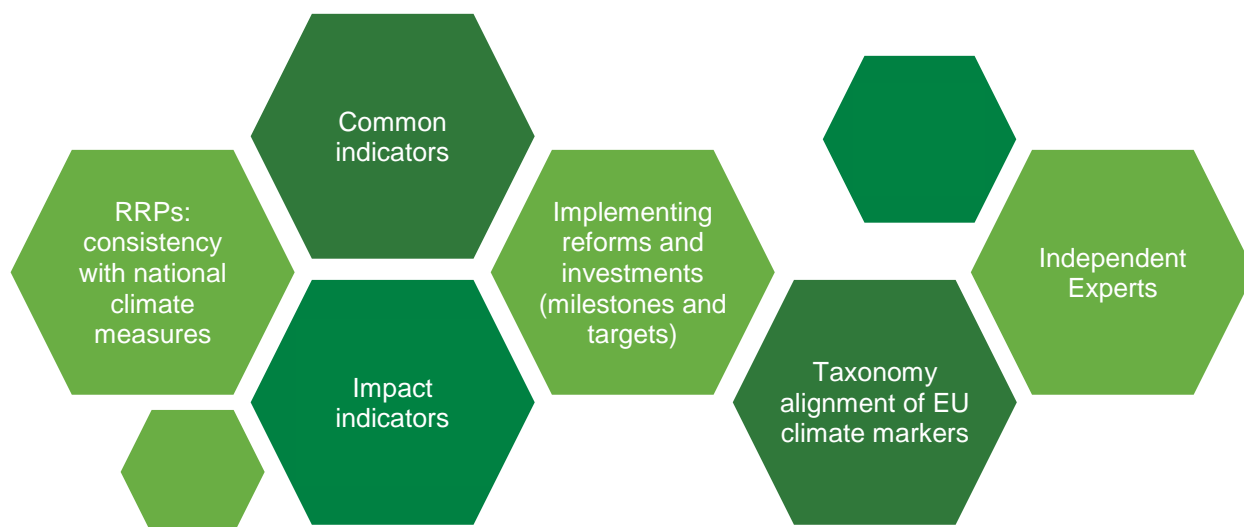 Common
indicators
RRPs:
consistency
with national
climate
measures
Implementing
reforms and
investments
(milestones and
targets)
Independent
Experts
Impact
indicators
Taxonomy
alignment of EU
climate markers